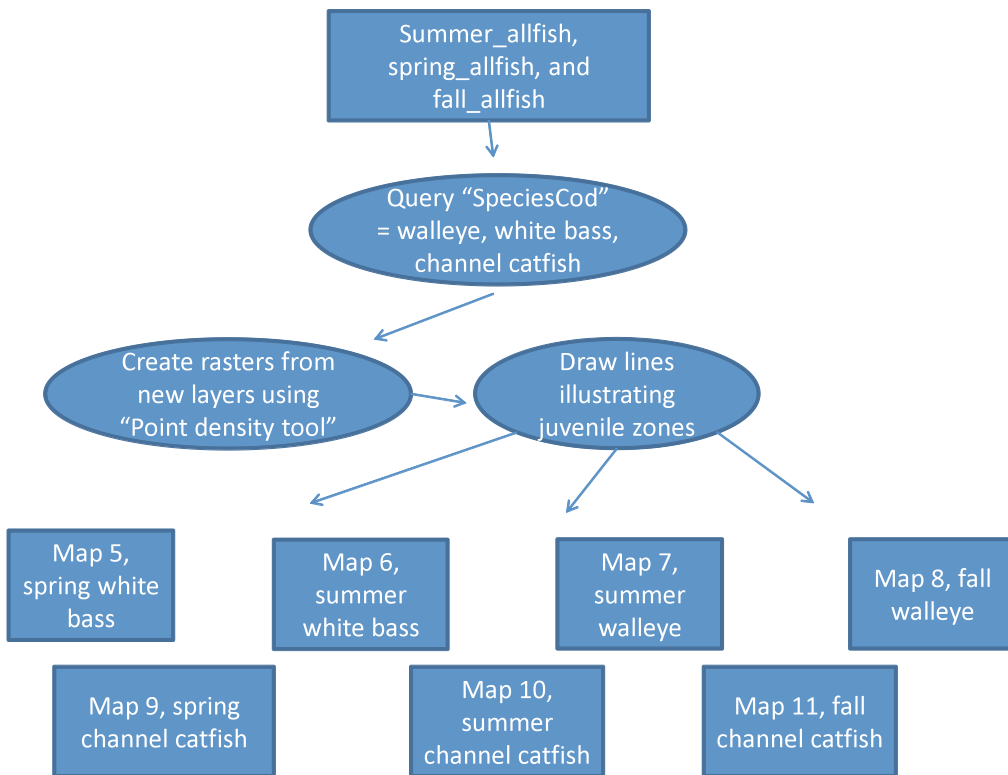 Summer_allfish,
spring_allfish, and
fall_allfish
Query “SpeciesCod”
= walleye, white bass,
channel catfish
Create rasters from
new layers using
“Point density tool”
Draw lines
illustrating
juvenile zones
Map 5,
spring white
bass
Map 6,
summer
white bass
Map 7,
summer
walleye
Map 8, fall
walleye
Map 9, spring
channel catfish
Map 10,
summer
channel catfish
Map 11, fall
channel catfish